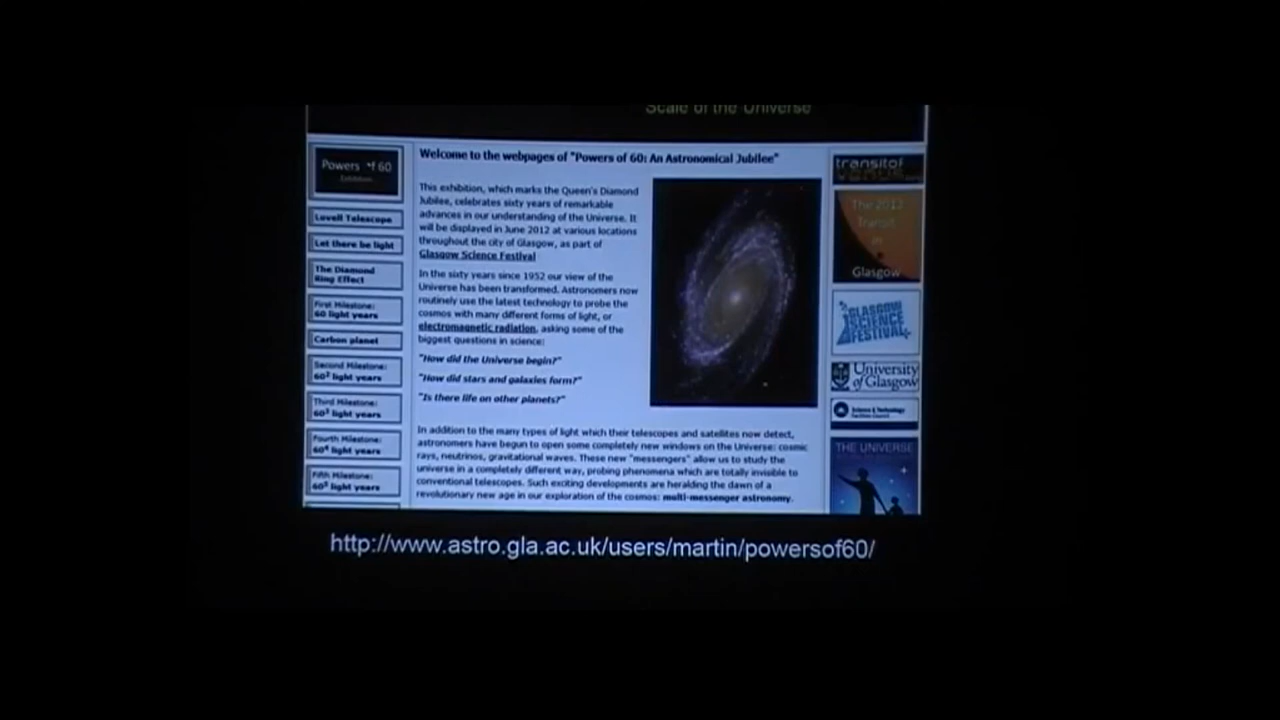 Scale of the Universe
Powers of 60
Exhibition
Lovell Telescope
Let there be light
The Diamond
Ring Effect
First Milestone:
60 light years
Carbon planet
Second Milestone:
60² light years
Third Milestone:
60³ light years
Fourth Milestone:
60⁴ light years
Fifth Milestone:
60⁵ light years
Welcome to the webpages of "Powers of 60: An Astronomical Jubilee"
This exhibition, which marks the Queen's Diamond
Jubilee, celebrates sixty years of remarkable
advances in our understanding of the Universe. It
will be displayed in June 2012 at various locations
throughout the city of Glasgow, as part of
Glasgow Science Festival
In the sixty years since 1952 our view of the
Universe has been transformed. Astronomers now
routinely use the latest technology to probe the
cosmos with many different forms of light, or
electromagnetic radiation, asking some of the
biggest questions in science:
"How did the Universe begin?"
"How did stars and galaxies form?"
"Is there life on other planets?"
In addition to the many types of light which their telescopes and satellites now detect,
astronomers have begun to open some completely new windows on the Universe: cosmic
rays, neutrinos, gravitational waves. These new "messengers" allow us to study the
universe in a completely different way, probing phenomena which are totally invisible to
conventional telescopes. Such exciting developments are heralding the dawn of a
revolutionary new age in our exploration of the cosmos: multi-messenger astronomy.
transitof
venus
The 2012
Transit
in
Glasgow
GLASGOW
SCIENCE
FESTIVAL
University
of Glasgow
Science & Technology
Facilities Council
THE UNIVERSE
http://www.astro.gla.ac.uk/users/martin/powersof60/